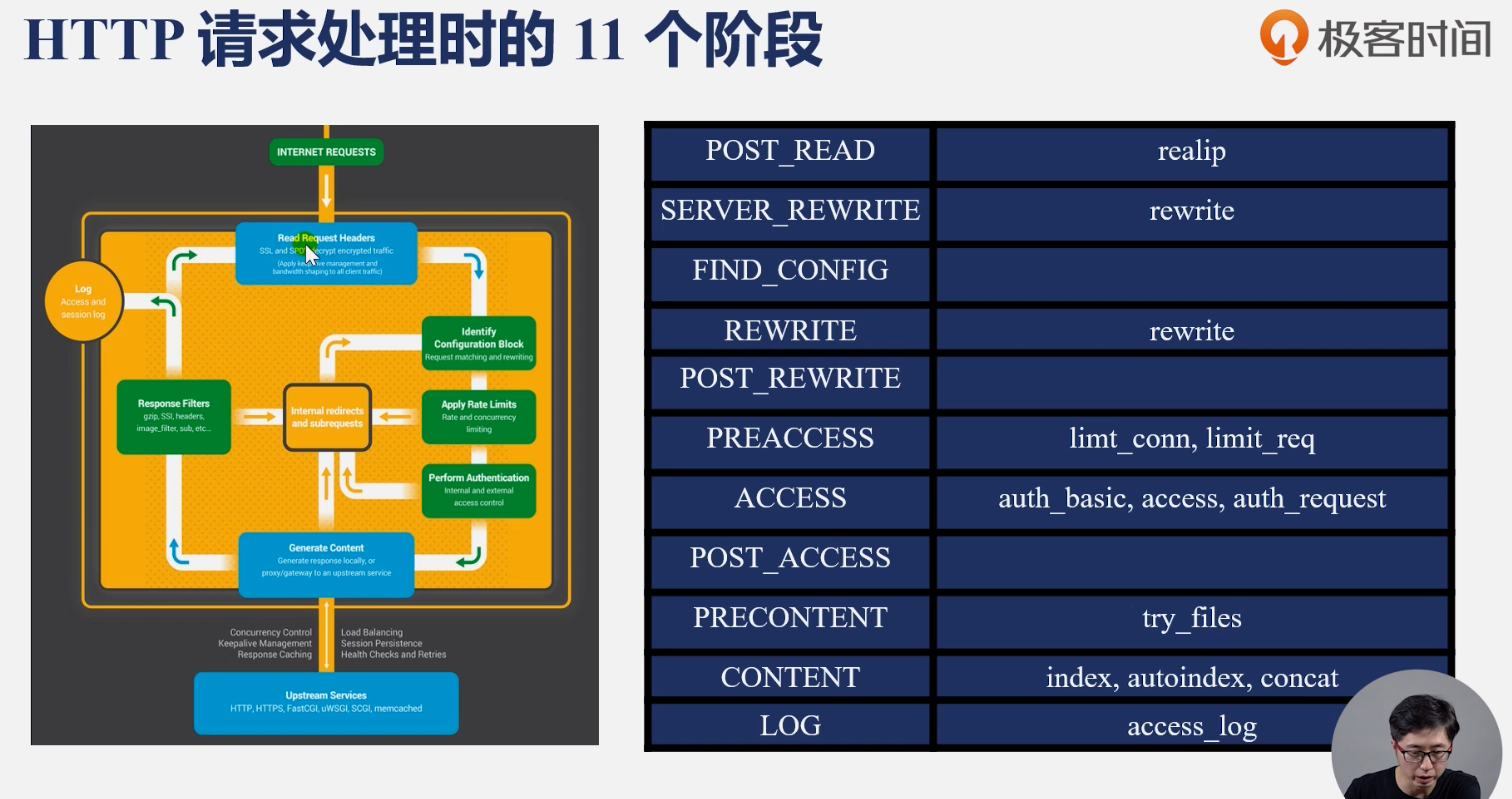 HTTP 请求处理时的 11 个阶段
极客时间
INTERNET REQUESTS
Read Request Headers
SSL and decrypt encrypted traffic
(Apply management and
bandwidth shaping to all client traffic)
Log
Access and
session log
Identify
Configuration Block
Request matching and rewriting
Response Filters
gzip, SSI, headers,
image_filter, sub, etc...
Internal redirects
and subrequests
Apply Rate Limits
Rate and concurrency
limiting
Perform Authentication
Internal and external
access control
Generate Content
Generate response locally, or
proxy/gateway to an upstream service
Concurrency Control
Keepalive Management
Response Caching
Load Balancing
Session Persistence
Health Checks and Retries
Upstream Services
HTTP, HTTPS, FastCGI, uWSGI, SCGI, memcached
POST_READ realip
SERVER_REWRITE rewrite
FIND_CONFIG
REWRITE rewrite
POST_REWRITE
PREACCESS limt_conn, limit_req
ACCESS auth_basic, access, auth_request
POST_ACCESS
PRECONTENT try_files
CONTENT index, autoindex, concat
LOG access_log